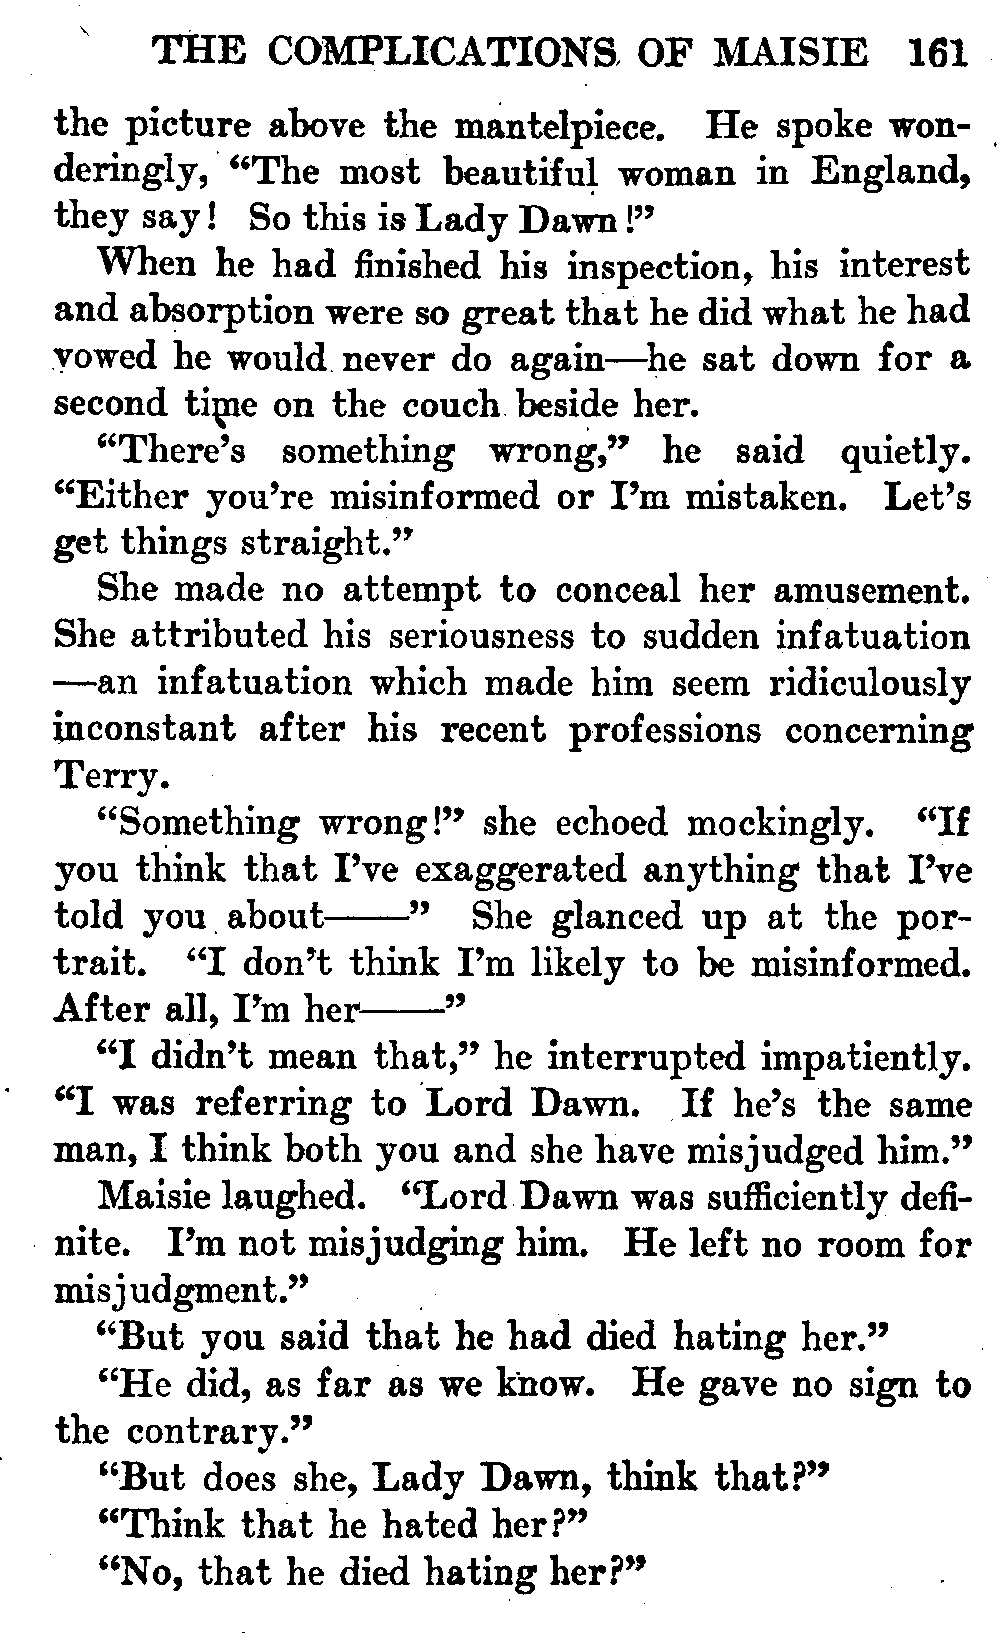 THE COMPLICATIONS OF MAISIE 161
the picture above the mantelpiece. He spoke won-
deringly, “The most beautiful woman in England,
they say! So this is Lady Dawn!”
When he had finished his inspection, his interest
and absorption were so great that he did what he had
vowed he would never do again—he sat down for a
second time on the couch beside her.
“There’s something wrong,” he said quietly.
“Either you’re misinformed or I’m mistaken. Let’s
get things straight.”
She made no attempt to conceal her amusement.
She attributed his seriousness to sudden infatuation
—an infatuation which made him seem ridiculously
inconstant after his recent professions concerning
Terry.
“Something wrong!” she echoed mockingly. “If
you think that I’ve exaggerated anything that I’ve
told you about——” She glanced up at the por-
trait. “I don’t think I’m likely to be misinformed.
After all, I’m her——”
“I didn’t mean that,” he interrupted impatiently.
“I was referring to Lord Dawn. If he’s the same
man, I think both you and she have misjudged him.”
Maisie laughed. “Lord Dawn was sufficiently defi-
nite. I’m not misjudging him. He left no room for
misjudgment.”
“But you said that he had died hating her.”
“He did, as far as we know. He gave no sign to
the contrary.”
“But does she, Lady Dawn, think that?”
“Think that he hated her?”
“No, that he died hating her?”